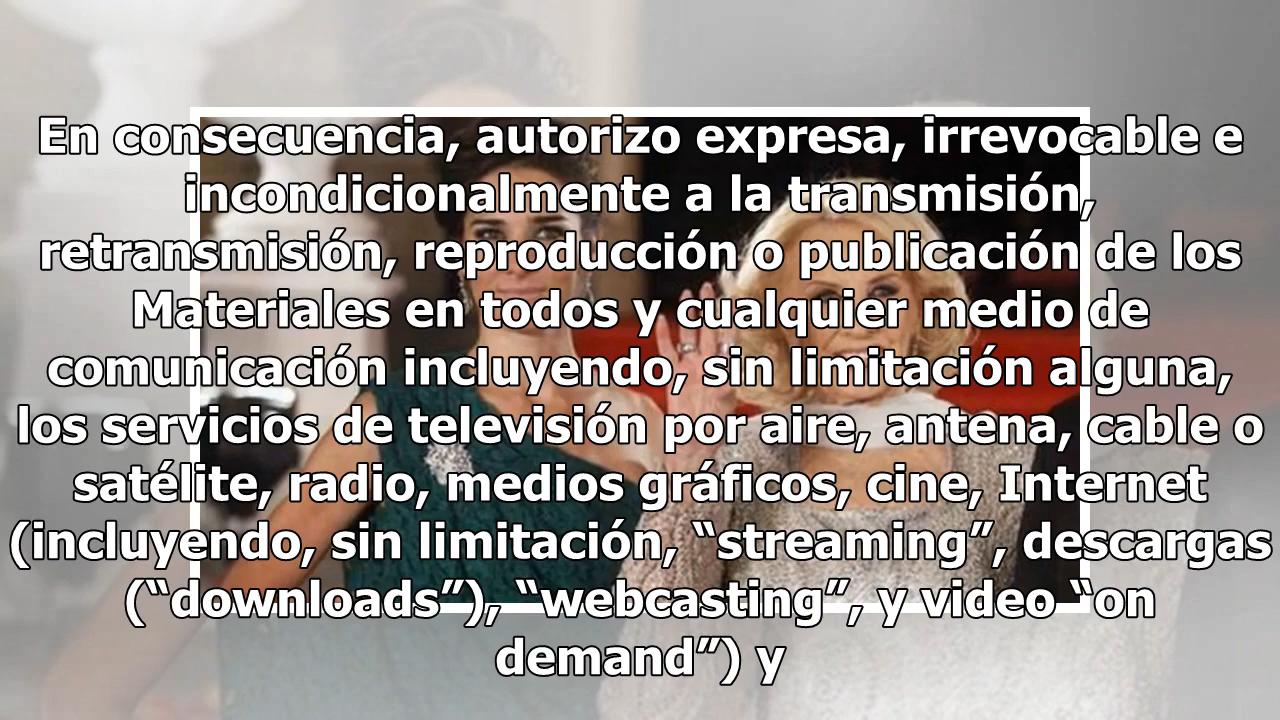 En consecuencia, autorizo expresa, irrevocable e
incondicionalmente a la transmisión,
retransmisión, reproducción o publicación de los
Materiales en todos y cualquier medio de
comunicación incluyendo, sin limitación alguna,
los servicios de televisión por aire, antena, cable o
satélite, radio, medios gráficos, cine, Internet
(incluyendo, sin limitación, “streaming”, descargas
(“downloads”), “webcasting”, y video “on
demand”) y